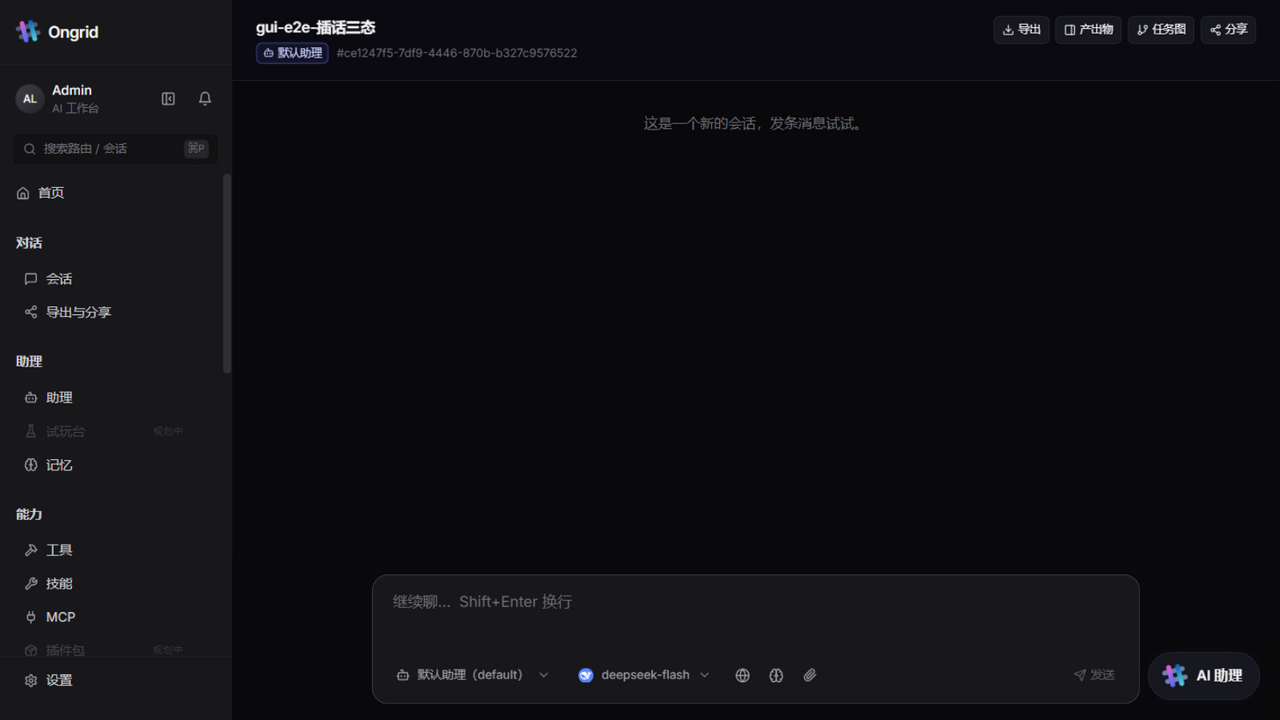 Ongrid
AL
Admin
AI 工作台
搜索路由 / 会话
⌘P
首页
对话
会话
导出与分享
助理
助理
试玩台 规划中
记忆
能力
工具
技能
MCP
插件包 规划中
设置
gui-e2e-插话三态
默认助理 #ce1247f5-7df9-4446-870b-b327c9576522
导出 产出物 任务图 分享
这是一个新的会话，发条消息试试。
继续聊... Shift+Enter 换行
默认助理（default） deepseek-flash 发送
AI 助理